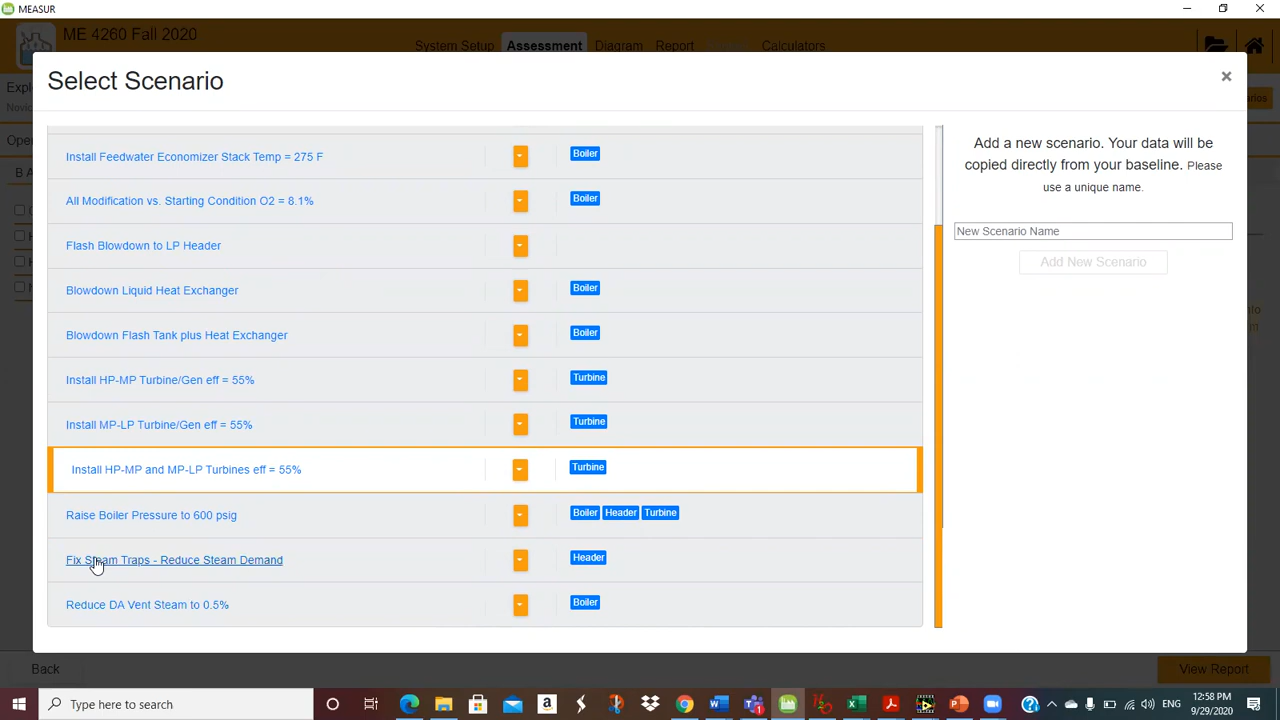 MEASUR
ME 4260 Fall 2020
System Setup Assessment Diagram Report Calculators
Select Scenario
Install Feedwater Economizer Stack Temp = 275 F Boiler
All Modification vs. Starting Condition O2 = 8.1% Boiler
Flash Blowdown to LP Header
Blowdown Liquid Heat Exchanger Boiler
Blowdown Flash Tank plus Heat Exchanger Boiler
Install HP-MP Turbine/Gen eff = 55% Turbine
Install MP-LP Turbine/Gen eff = 55% Turbine
Install HP-MP and MP-LP Turbines eff = 55% Turbine
Raise Boiler Pressure to 600 psig Boiler Header Turbine
Fix Steam Traps - Reduce Steam Demand Header
Reduce DA Vent Steam to 0.5% Boiler
Add a new scenario. Your data will be
copied directly from your baseline. Please
use a unique name.
New Scenario Name
Add New Scenario
Back
View Report
Type here to search
ENG
12:58 PM
9/29/2020